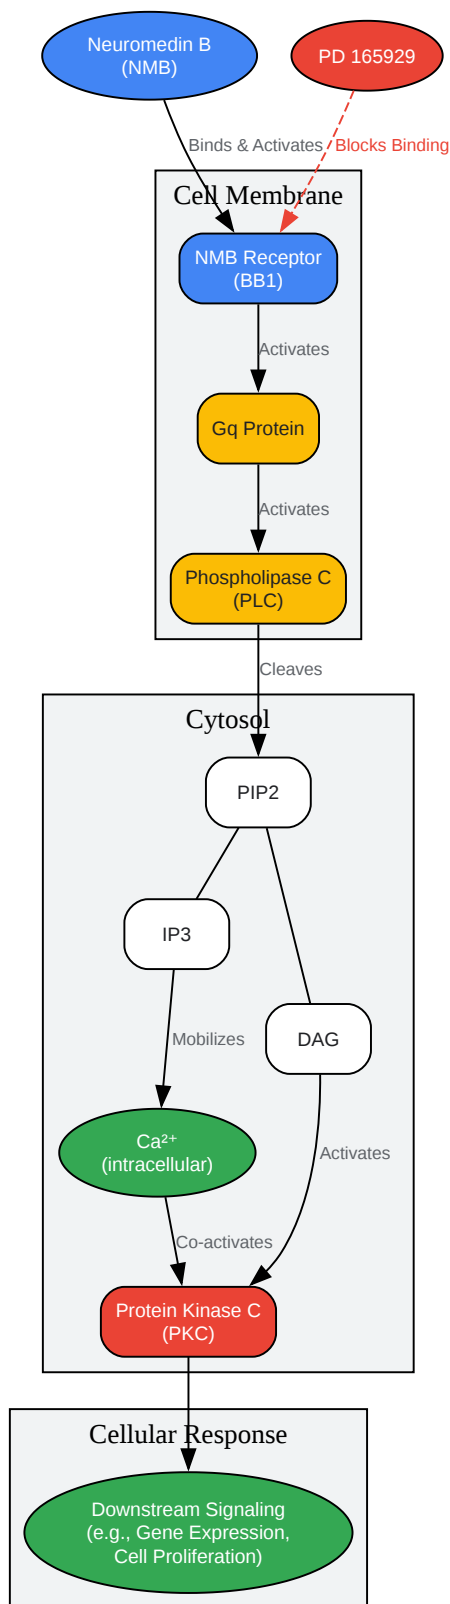 Neuromedin B
(NMB)
PD 165929
Binds & Activates
Blocks Binding
Cell Membrane
NMB Receptor
(BB1)
Activates
Gq Protein
Activates
Phospholipase C
(PLC)
Cleaves
Cytosol
PIP2
IP3
DAG
Mobilizes
Ca²⁺
(intracellular)
Activates
Co-activates
Protein Kinase C
(PKC)
Cellular Response
Downstream Signaling
(e.g., Gene Expression,
Cell Proliferation)